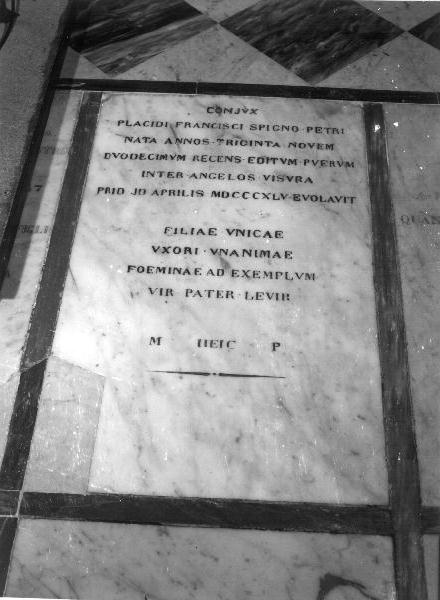 CONJVX
PLACIDI FRANCISCI SPIGNO·PETRI
NATA ANNOS·TRIGINTA NOVEM
DVODECIMVM RECENS·EDITVM·PVERVM
INTER·ANGELOS VISVRA
PRID JD APRILIS MDCCCXLV·EVOLAVIT
FILIAE VNICAE
VXORI·VNANIMAE
FOEMINAE AD EXEMPLVM
VIR·PATER·LEVIR
M HEIC P